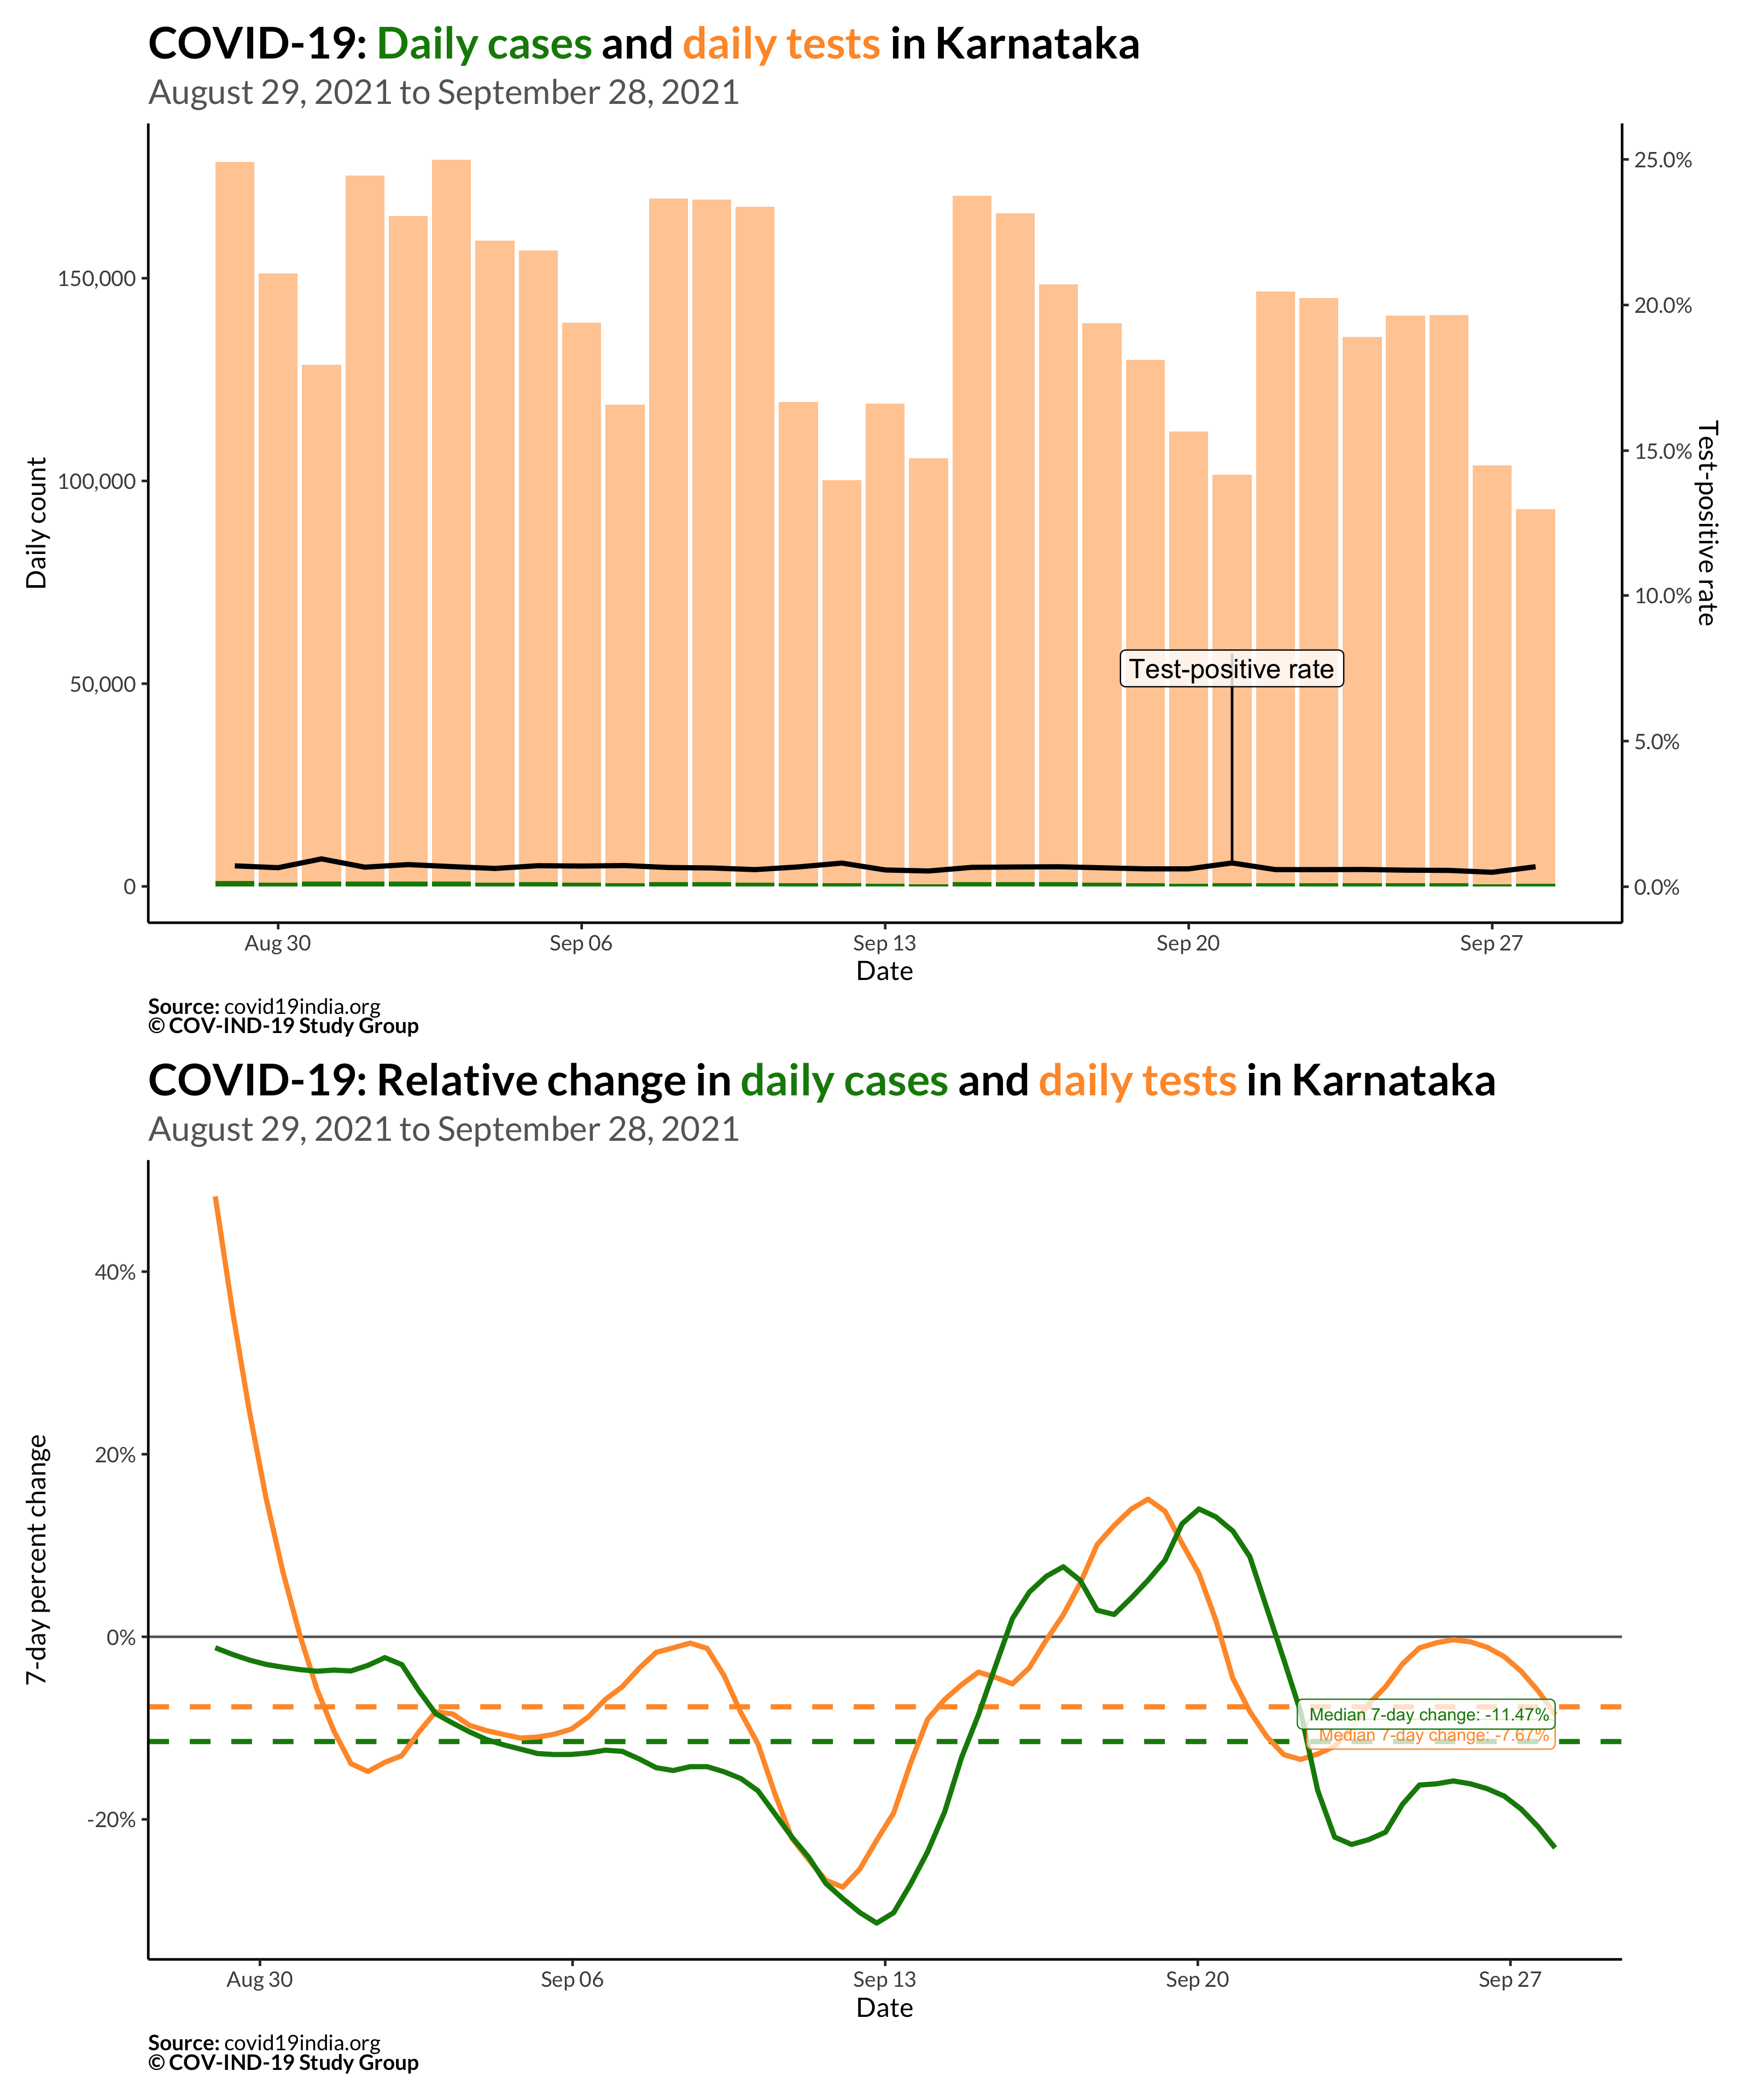 COVID-19: Daily cases and daily tests in Karnataka
August 29, 2021 to September 28, 2021
Daily count
150,000
100,000
50,000
0
25.0%
20.0%
15.0%
10.0%
5.0%
0.0%
Test-positive rate
Test-positive rate
Aug 30
Sep 06
Sep 13
Sep 20
Sep 27
Date
Source: covid19india.org
© COV-IND-19 Study Group
COVID-19: Relative change in daily cases and daily tests in Karnataka
August 29, 2021 to September 28, 2021
7-day percent change
40%
20%
0%
-20%
Median 7-day change: -11.47%
Median 7-day change: -7.67%
Aug 30
Sep 06
Sep 13
Sep 20
Sep 27
Date
Source: covid19india.org
© COV-IND-19 Study Group